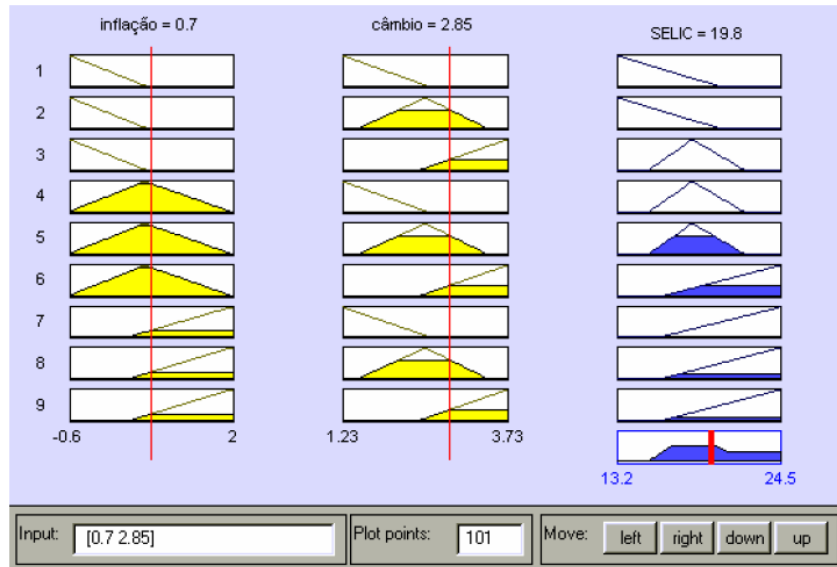 inflação = 0.7
câmbio = 2.85
SELIC = 19.8
1
2
3
4
5
6
7
8
9
-0.6 2
1.23 3.73
13.2 24.5
Input: [0.7 2.85]
Plot points: 101
Move: left right down up